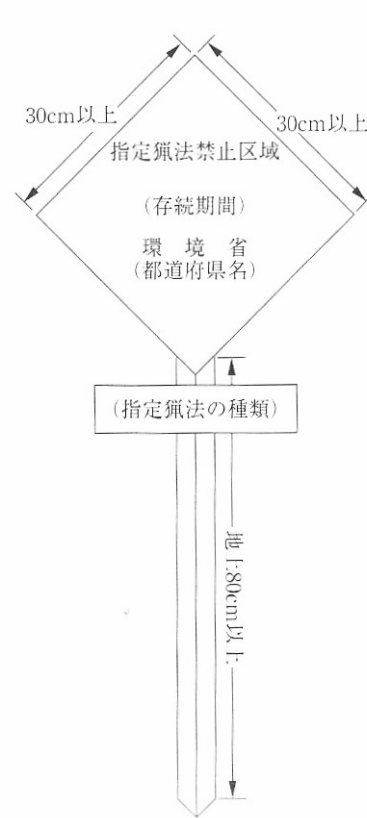 30cm以上
30cm以上
指定猟法禁止区域
(存続期間)
環境省
(都道府県名)
(指定猟法の種類)
地上80cm以上